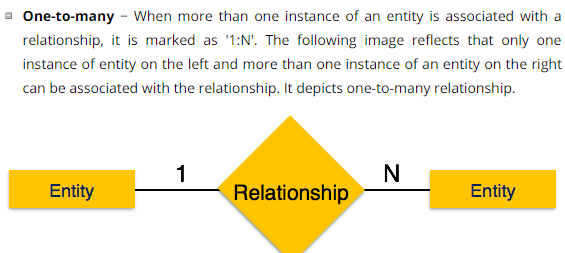 One-to-many − When more than one instance of an entity is associated with a
relationship, it is marked as '1:N'. The following image reflects that only one
instance of entity on the left and more than one instance of an entity on the right
can be associated with the relationship. It depicts one-to-many relationship.
1
N
Entity
Relationship
Entity